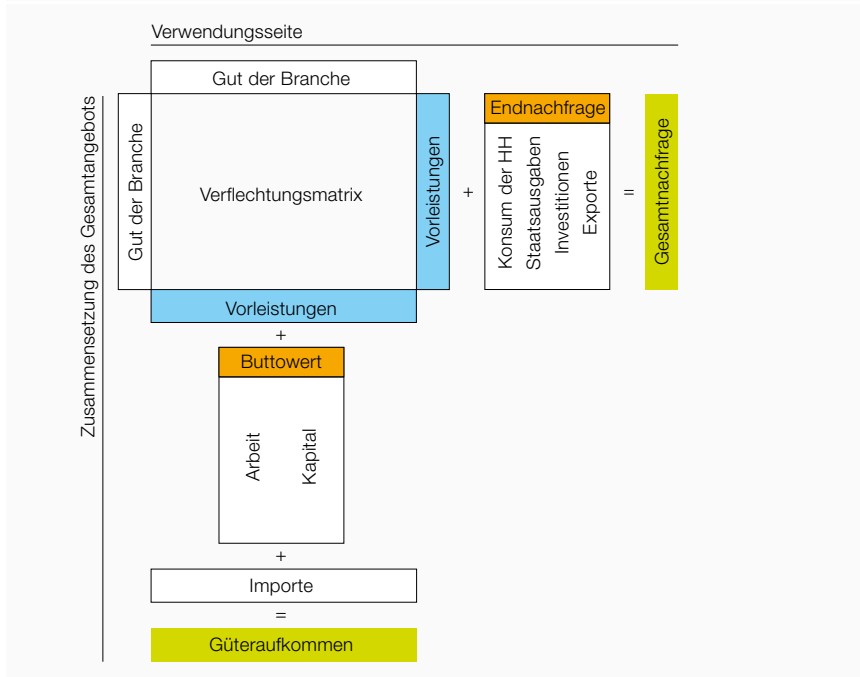 Verwendungsseite
Zusammensetzung des Gesamtangebots
Gut der Branche
Gut der Branche
Verflechtungsmatrix
Vorleistungen
+
Endnachfrage
Konsum der HH
Staatsausgaben
Investitionen
Exporte
=
Gesamtnachfrage
Vorleistungen
+
Buttowert
Arbeit
Kapital
+
Importe
=
Güteraufkommen